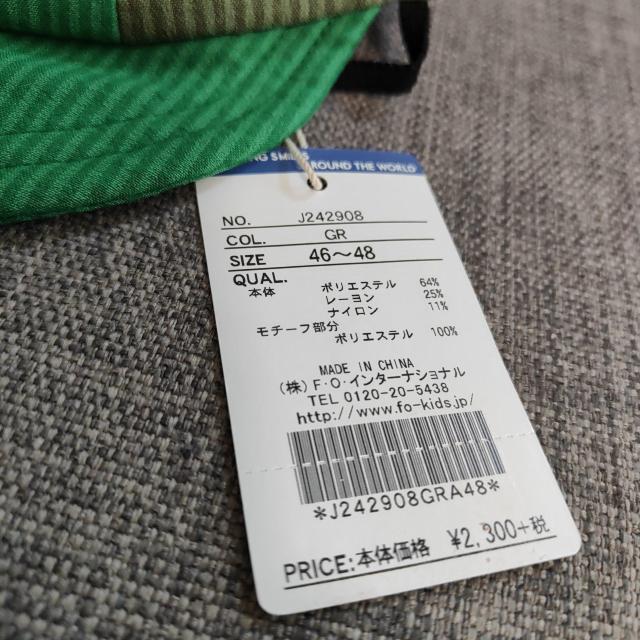 NG SMILES AROUND THE WORLD
NO. J242908
COL. GR
SIZE 46〜48
QUAL.
本体 ポリエステル 64%
レーヨン 25%
ナイロン 11%
モチーフ部分
ポリエステル 100%
MADE IN CHINA
(株)F・O・インターナショナル
TEL 0120-20-5438
http://www.fo-kids.jp/
*J242908GRA48*
PRICE:本体価格 ¥2,300+税